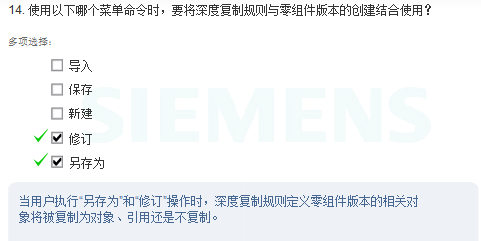 14. 使用以下哪个菜单命令时，要将深度复制规则与零组件版本的创建结合使用？
多项选择：
导入
保存
新建
修订
另存为
SIEMENS
当用户执行“另存为”和“修订”操作时，深度复制规则定义零组件版本的相关对
象将被复制为对象、引用还是不复制。